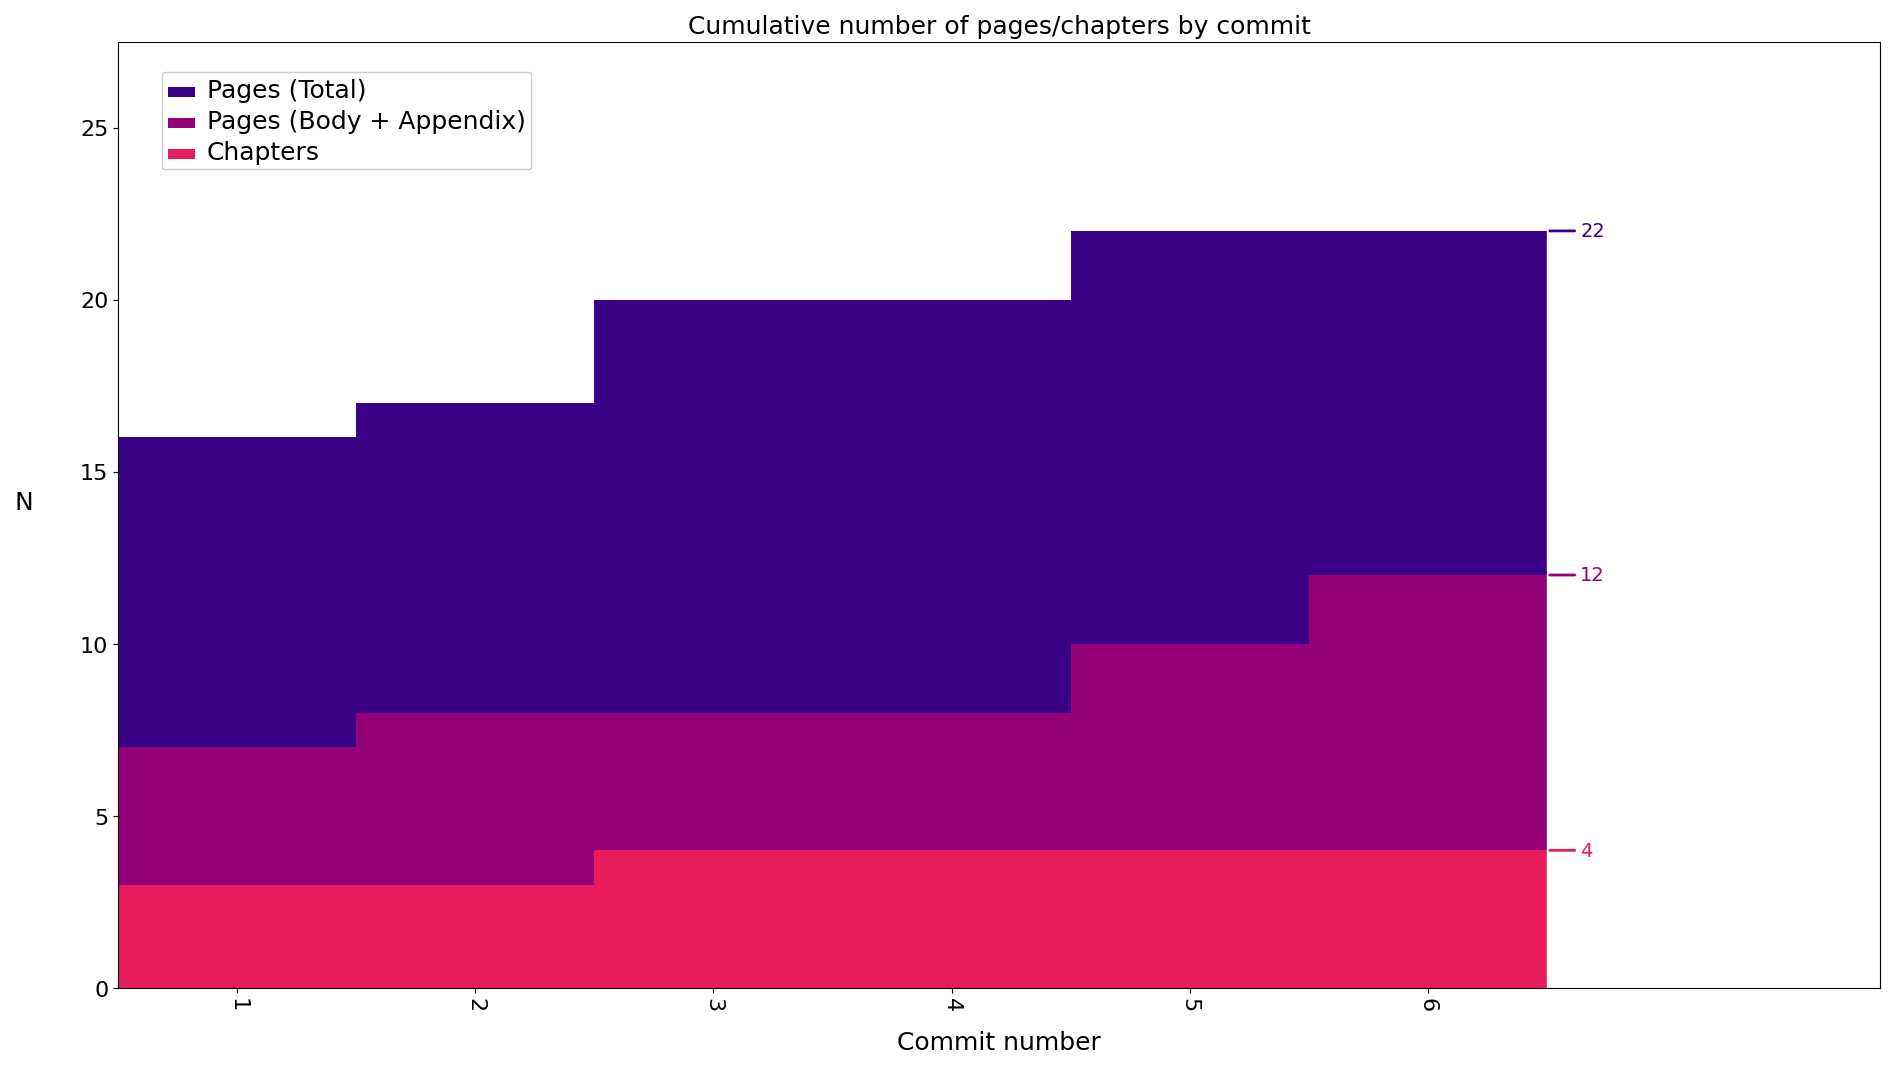 Cumulative number of pages/chapters by commit
Pages (Total)
Pages (Body + Appendix)
Chapters
25
20
15
10
5
0
N
22
12
4
1
2
3
4
5
6
Commit number